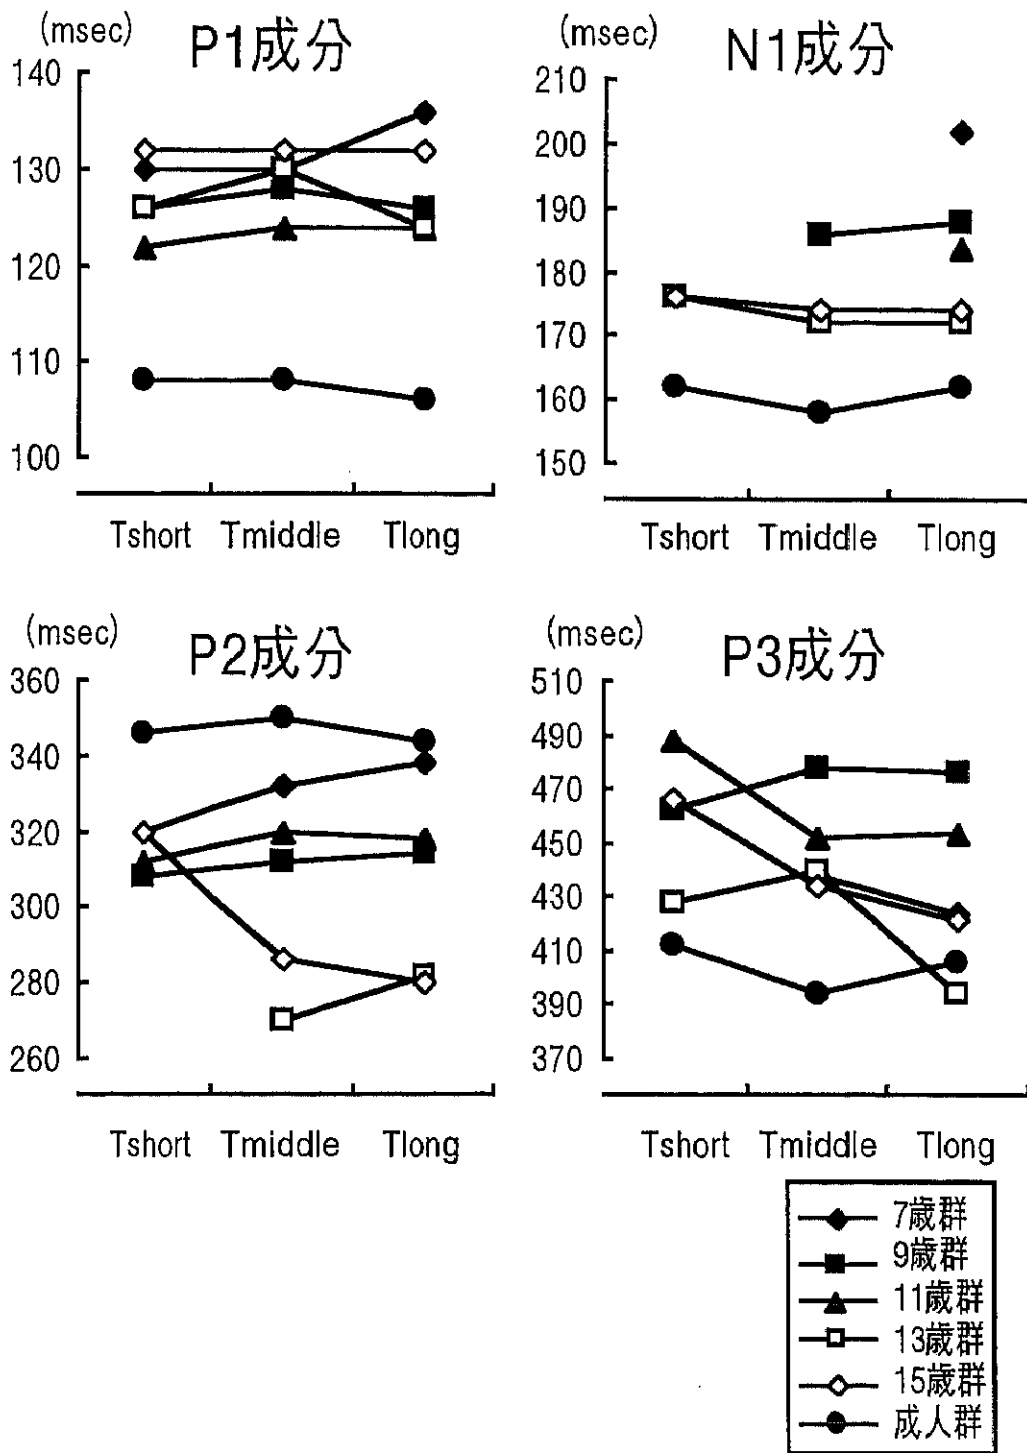 (msec) P1成分
140
130
120
110
100
Tshort Tmiddle Tlong
(msec) N1成分
210
200
190
180
170
160
150
Tshort Tmiddle Tlong
(msec) P2成分
360
340
320
300
280
260
Tshort Tmiddle Tlong
(msec) P3成分
510
490
470
450
430
410
390
370
Tshort Tmiddle Tlong
7歳群
9歳群
11歳群
13歳群
15歳群
成人群